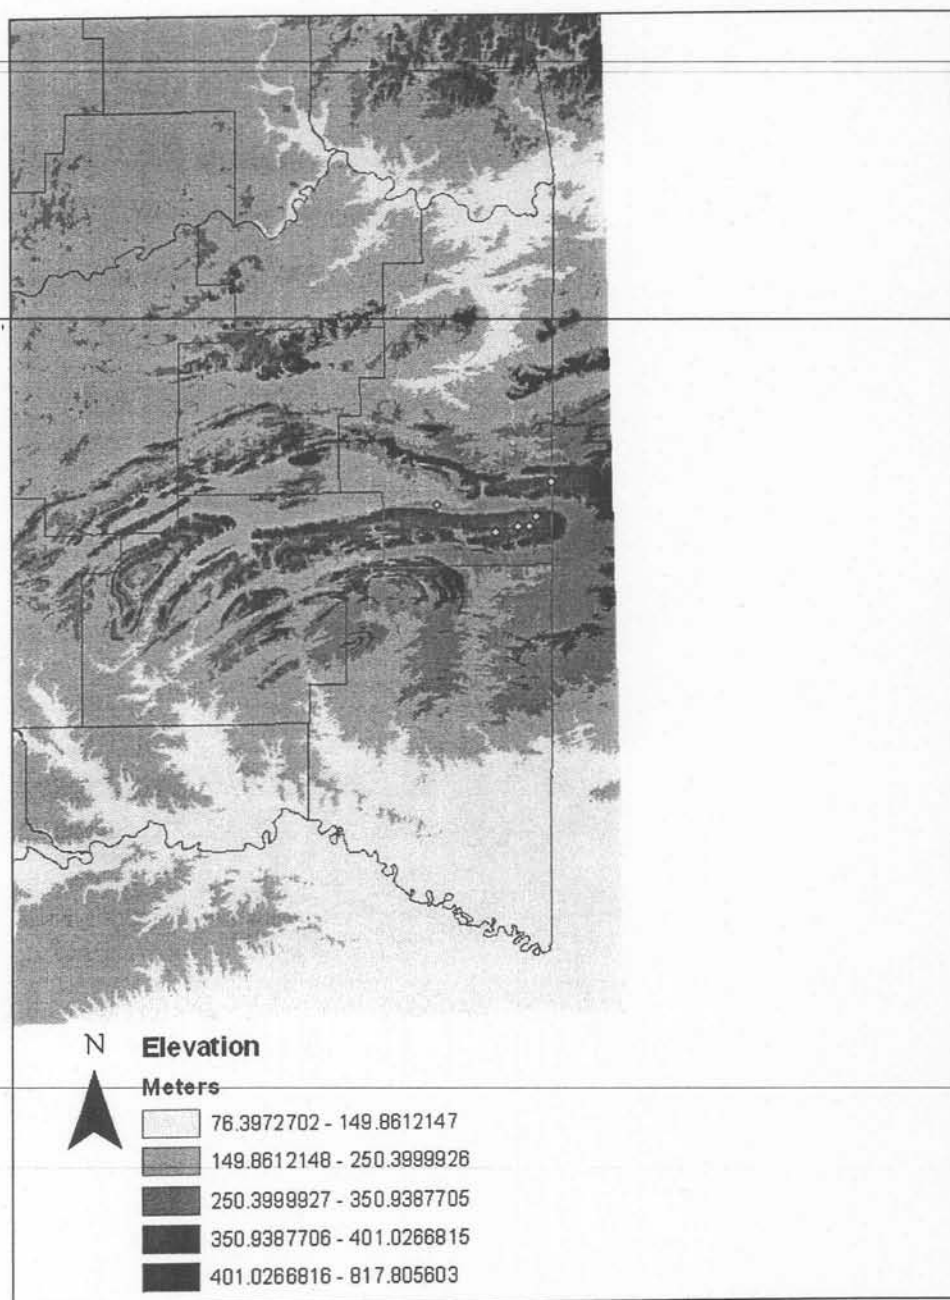 N
Elevation
Meters
76.3972702 - 149.8612147
149.8612148 - 250.3999926
250.3999927 - 350.9387705
350.9387706 - 401.0266815
401.0266816 - 817.805603